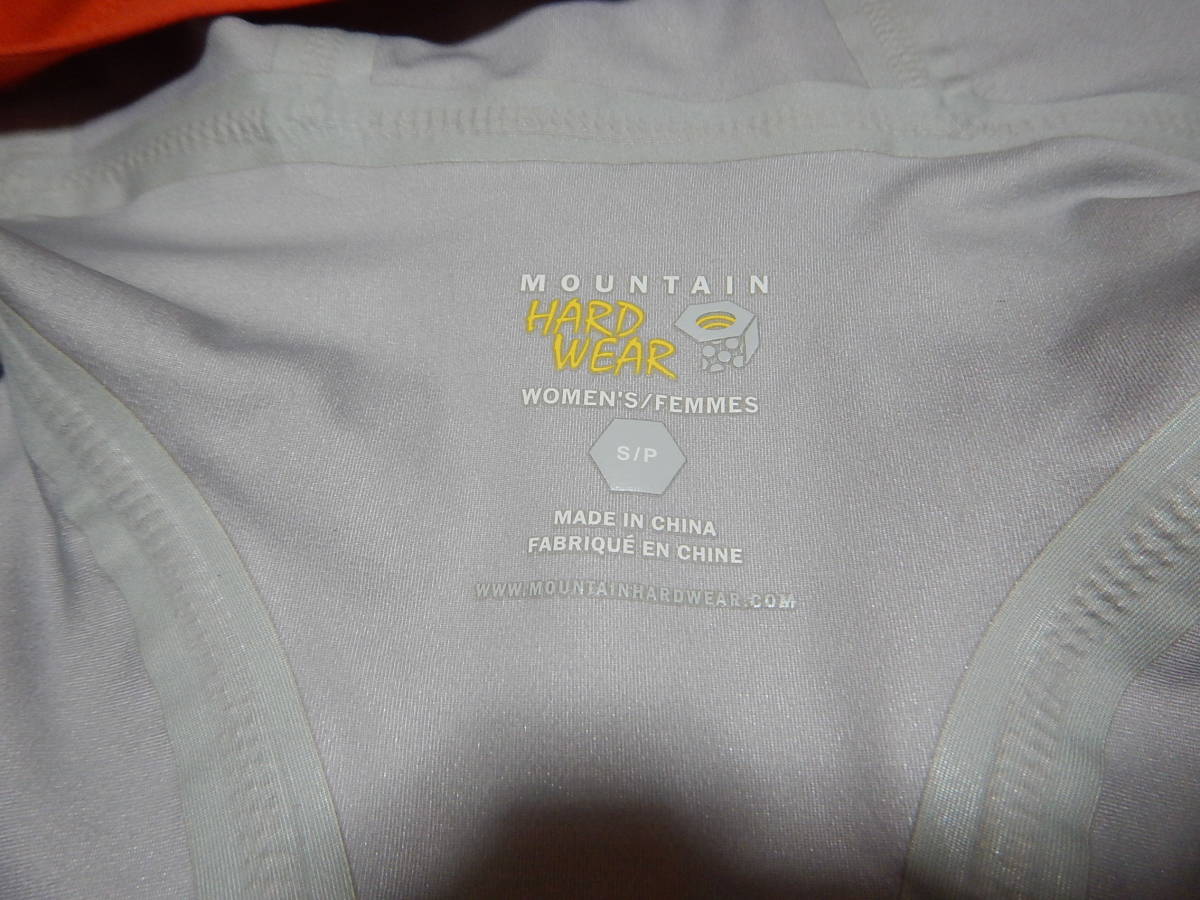 MOUNTAIN
HARD
WEAR
WOMEN'S/FEMMES
S/P
MADE IN CHINA
FABRIQUÉ EN CHINE
WWW.MOUNTAINHARDWEAR.COM